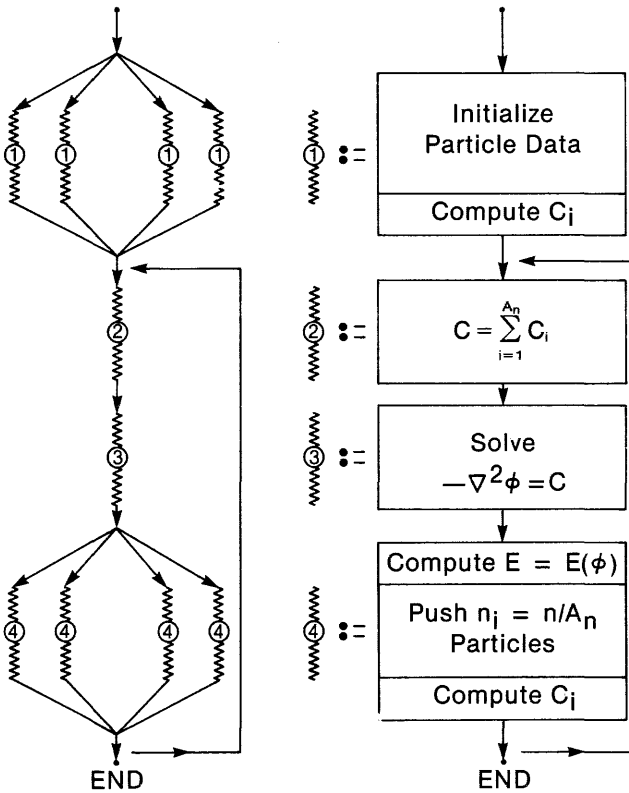 ① ① ① ①
②
③
④ ④ ④ ④
END
① :=
Initialize
Particle Data
Compute Cᵢ
② :=
C = ∑ᵢ₌₁^Aₙ Cᵢ
③ :=
Solve
—∇²ϕ = C
④ :=
Compute E = E(ϕ)
Push nᵢ = n/Aₙ
Particles
Compute Cᵢ
END